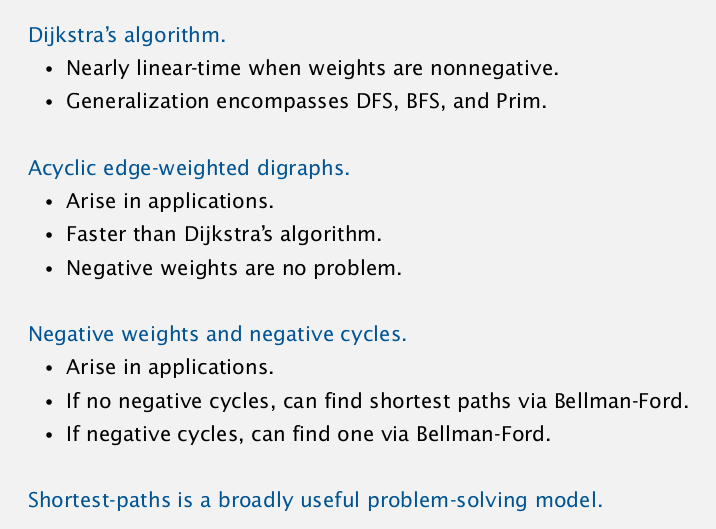 Dijkstra’s algorithm.
• Nearly linear-time when weights are nonnegative.
• Generalization encompasses DFS, BFS, and Prim.
Acyclic edge-weighted digraphs.
• Arise in applications.
• Faster than Dijkstra’s algorithm.
• Negative weights are no problem.
Negative weights and negative cycles.
• Arise in applications.
• If no negative cycles, can find shortest paths via Bellman-Ford.
• If negative cycles, can find one via Bellman-Ford.
Shortest-paths is a broadly useful problem-solving model.